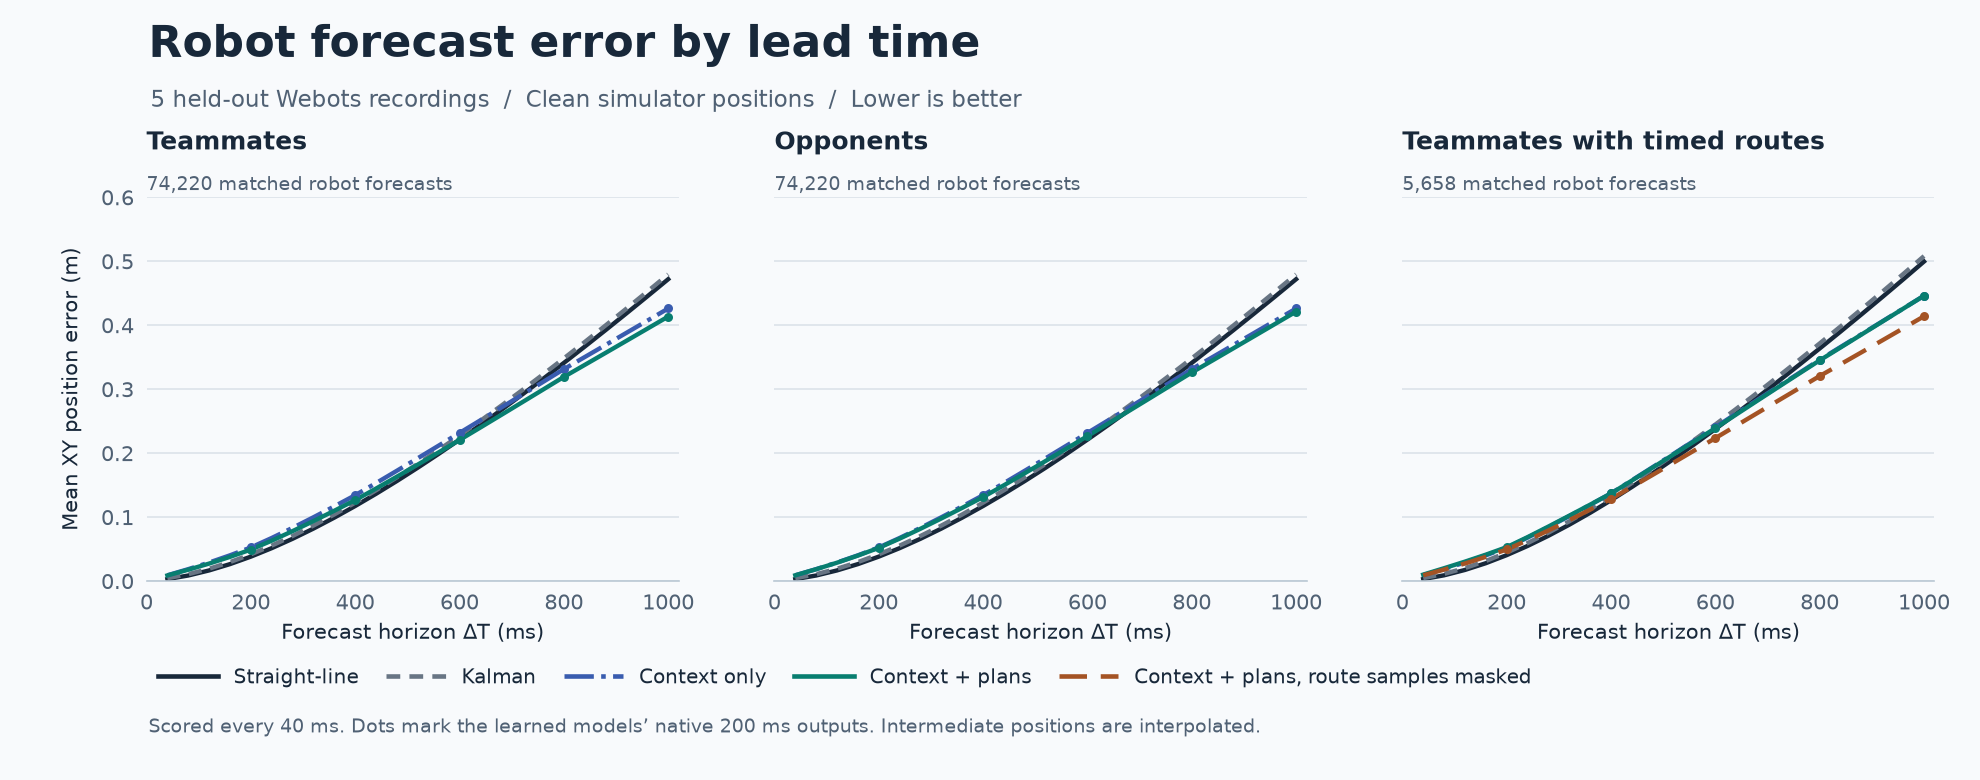 Robot forecast error by lead time
5 held-out Webots recordings / Clean simulator positions / Lower is better
Teammates
74,220 matched robot forecasts
Opponents
74,220 matched robot forecasts
Teammates with timed routes
5,658 matched robot forecasts
Mean XY position error (m)
0.6
0.5
0.4
0.3
0.2
0.1
0.0
0 200 400 600 800 1000
0 200 400 600 800 1000
0 200 400 600 800 1000
Forecast horizon ΔT (ms)
Forecast horizon ΔT (ms)
Forecast horizon ΔT (ms)
Straight-line Kalman Context only Context + plans Context + plans, route samples masked
Scored every 40 ms. Dots mark the learned models’ native 200 ms outputs. Intermediate positions are interpolated.